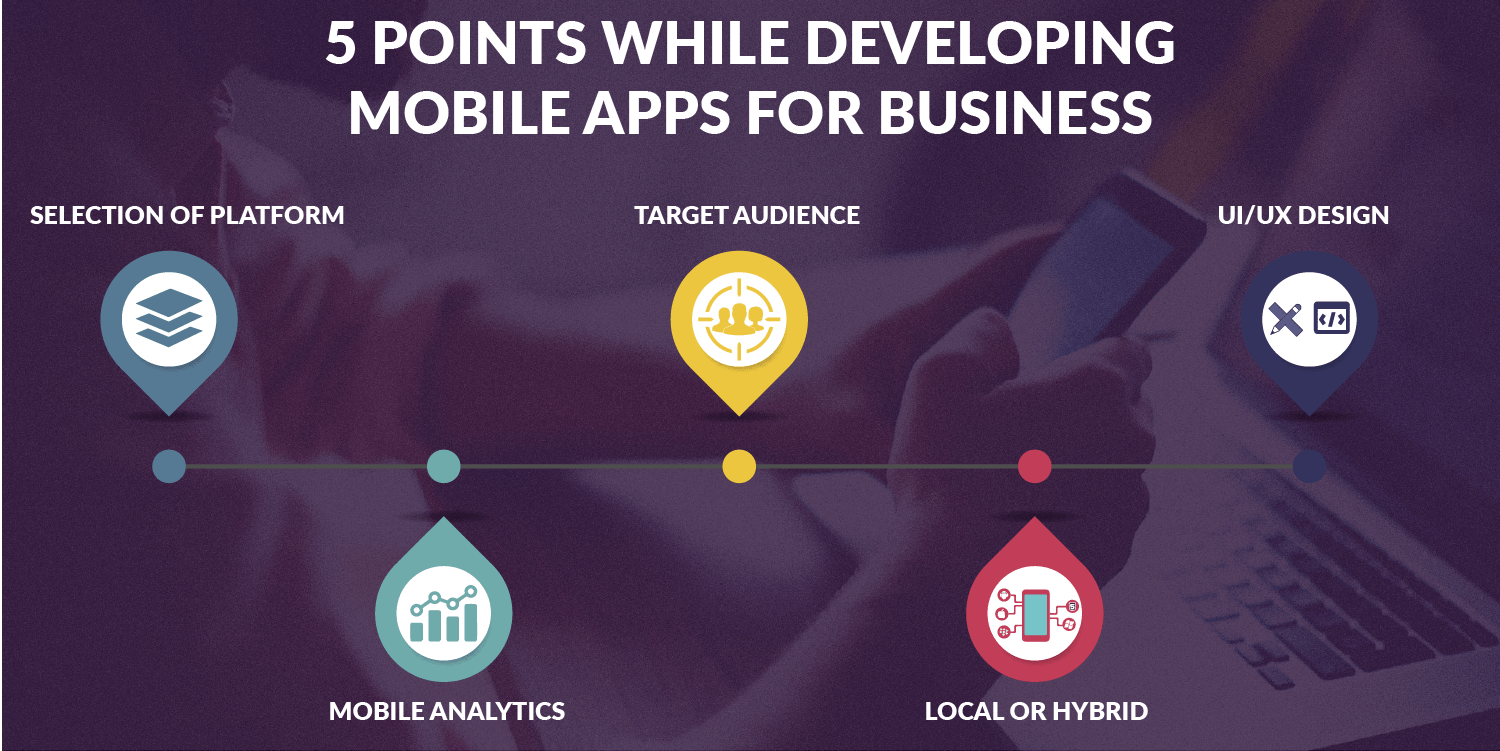 5 POINTS WHILE DEVELOPING
MOBILE APPS FOR BUSINESS
SELECTION OF PLATFORM
TARGET AUDIENCE
UI/UX DESIGN
MOBILE ANALYTICS
LOCAL OR HYBRID